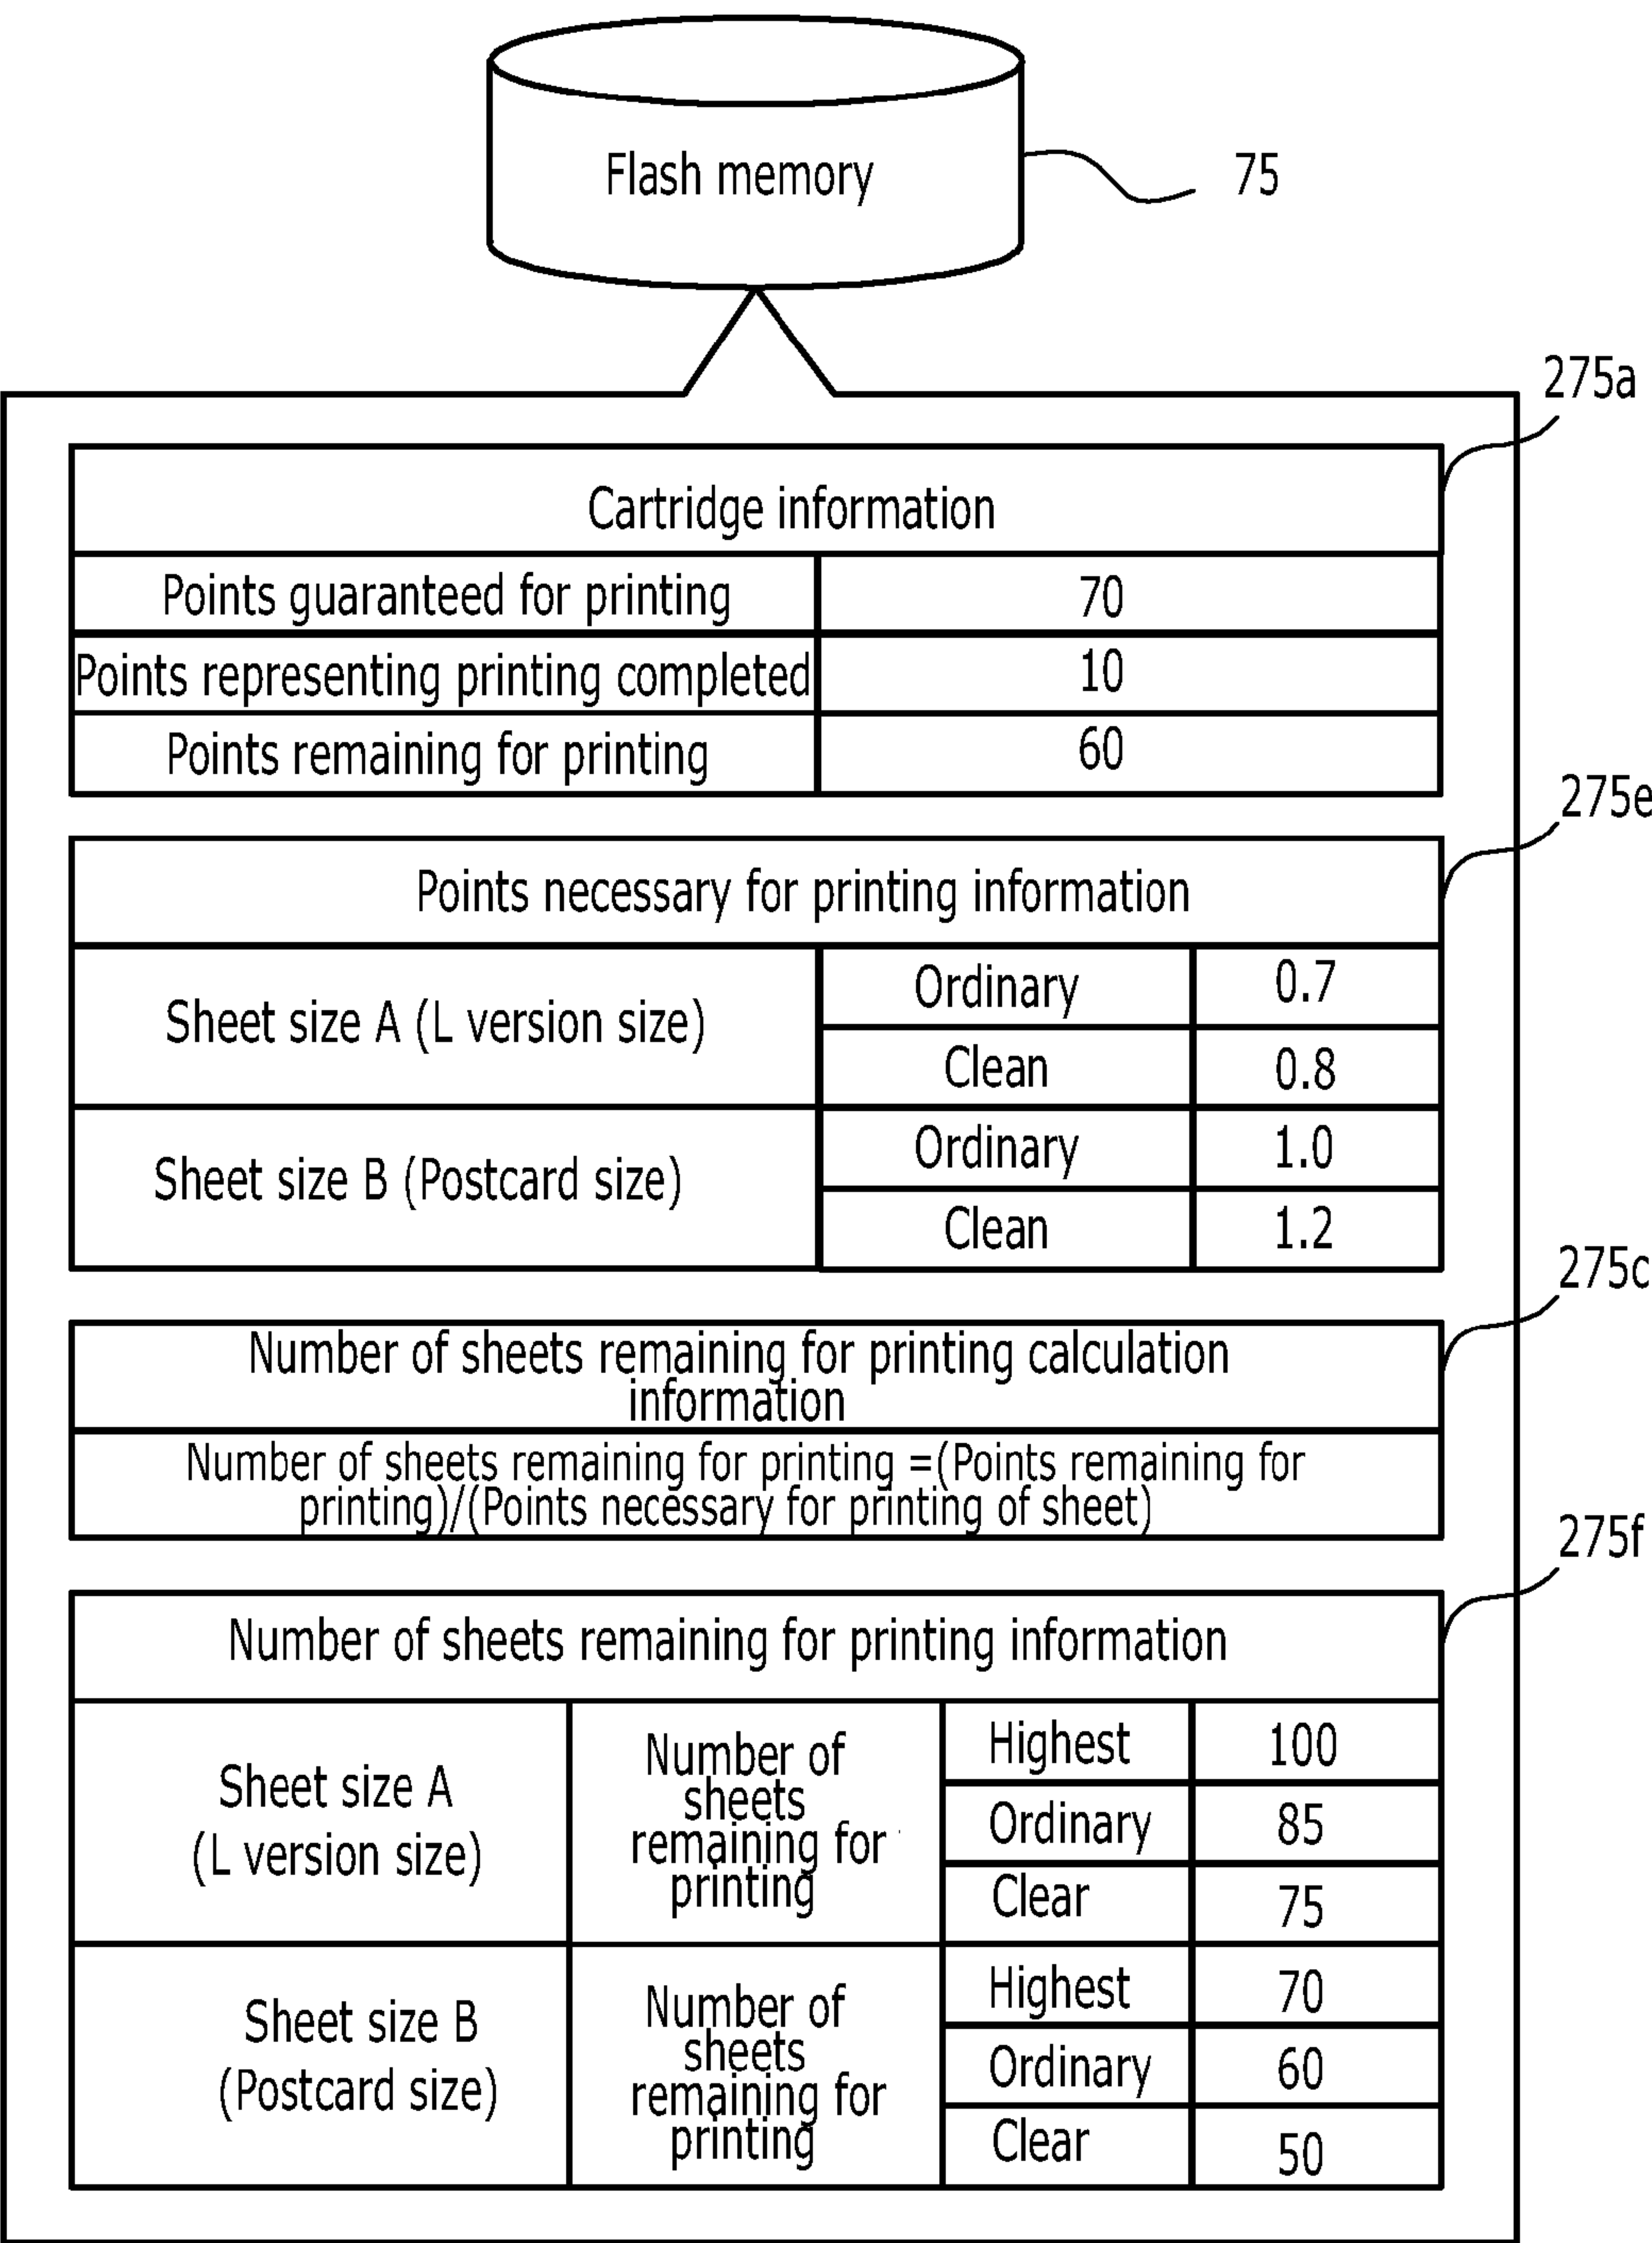 Flash memory
75
275a
Cartridge information
Points guaranteed for printing 70
Points representing printing completed 10
Points remaining for printing 60
275e
Points necessary for printing information
Sheet size A (L version size)
Ordinary 0.7
Clean 0.8
Sheet size B (Postcard size)
Ordinary 1.0
Clean 1.2
275c
Number of sheets remaining for printing calculation
information
Number of sheets remaining for printing =(Points remaining for
printing)/(Points necessary for printing of sheet)
275f
Number of sheets remaining for printing information
Sheet size A
(L version size)
Number of
sheets
remaining for
printing
Highest 100
Ordinary 85
Clear 75
Sheet size B
(Postcard size)
Number of
sheets
remaining for
printing
Highest 70
Ordinary 60
Clear 50